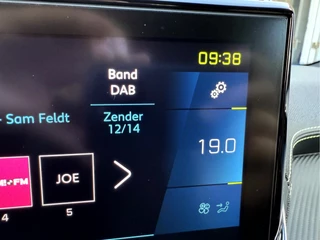 09:38
Band
DAB
- Sam Feldt
Zender
12/14
19.0
JOE
4
5